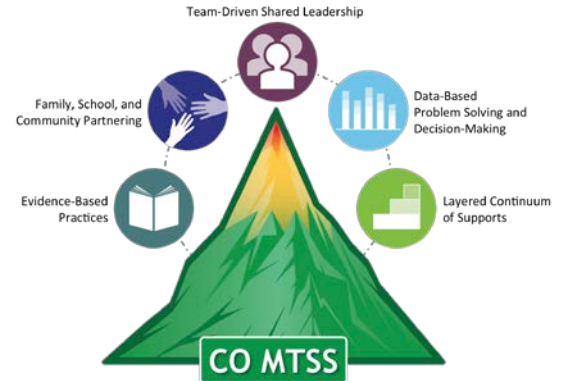 Team-Driven Shared Leadership
Family, School, and
Community Partnering
Data-Based
Problem Solving and
Decision-Making
Evidence-Based
Practices
Layered Continuum
of Supports
CO MTSS